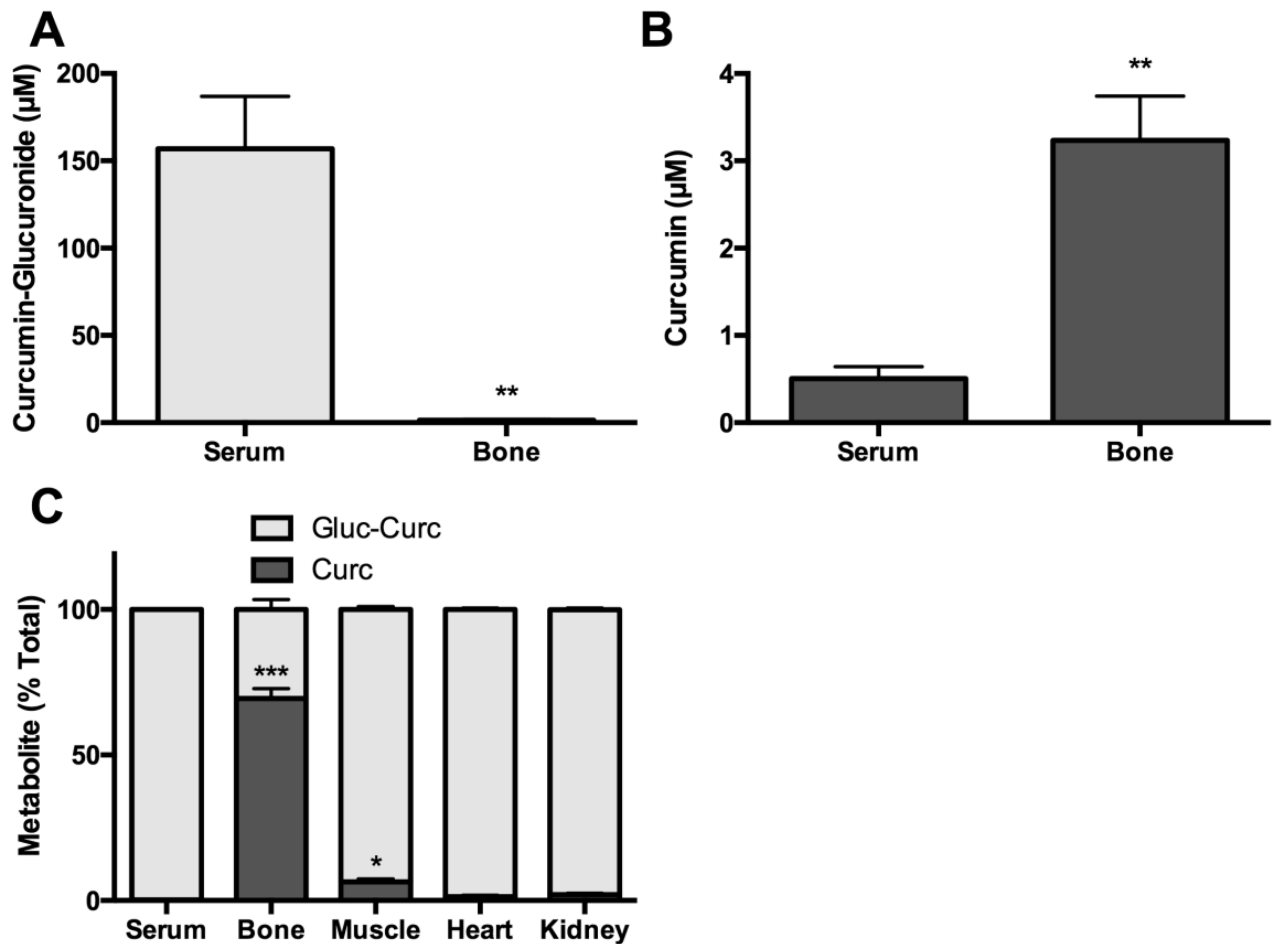 A
Curcumin-Glucuronide (µM)
200
150
100
50
0
**
Serum Bone
B
Curcumin (µM)
4
3
2
1
0
**
Serum Bone
C
Gluc-Curc
Curc
Metabolite (% Total)
100
50
0
***
*
Serum Bone Muscle Heart Kidney